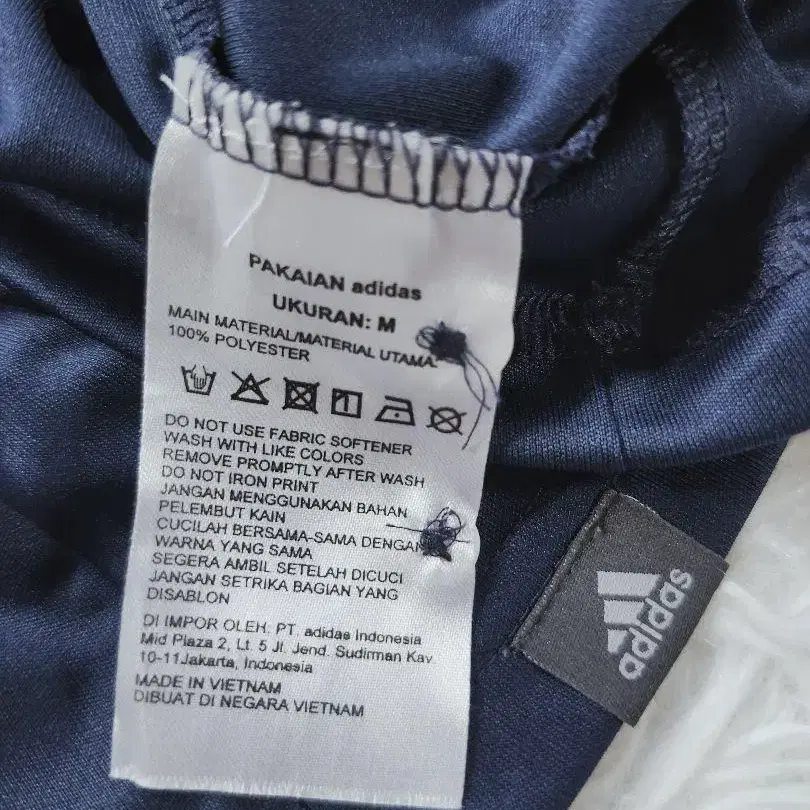 PAKAIAN adidas
UKURAN: M
MAIN MATERIAL/MATERIAL UTAMA:
100% POLYESTER
DO NOT USE FABRIC SOFTENER
WASH WITH LIKE COLORS
REMOVE PROMPTLY AFTER WASH
DO NOT IRON PRINT
JANGAN MENGGUNAKAN BAHAN
PELEMBUT KAIN
CUCILAH BERSAMA-SAMA DENGAN
WARNA YANG SAMA
SEGERA AMBIL SETELAH DICUCI
JANGAN SETRIKA BAGIAN YANG
DISABLON
DI IMPOR OLEH: PT. adidas Indonesia
Mid Plaza 2, Lt. 5 Jl. Jend. Sudirman Kav.
10-11Jakarta, Indonesia
MADE IN VIETNAM
DIBUAT DI NEGARA VIETNAM
adidas